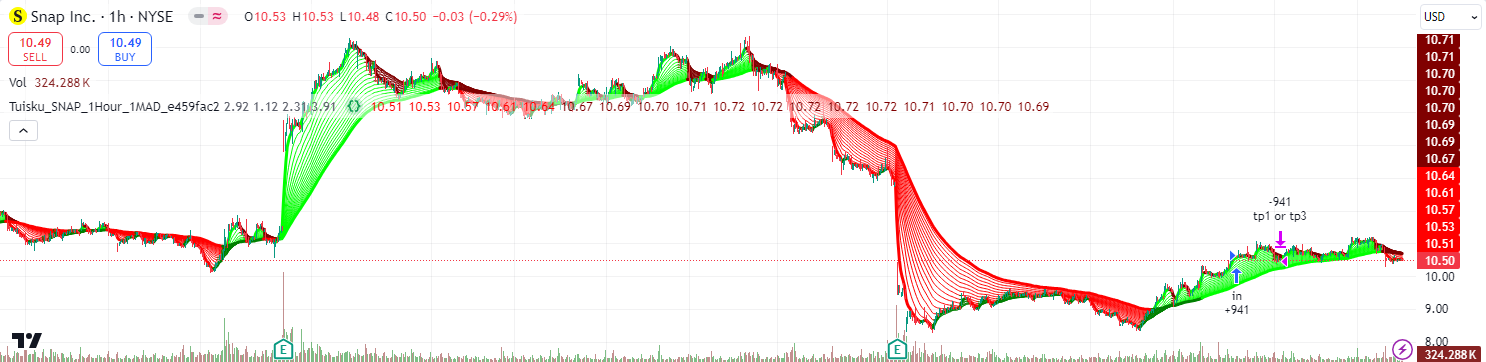 S Snap Inc. · 1h · NYSE O10.53 H10.53 L10.48 C10.50 −0.03 (−0.29%)
USD
10.49 SELL
0.00
10.49 BUY
Vol 324.288 K
Tuisku_SNAP_1Hour_1MAD_e459fac2 2.92 1.12 2.31 3.91 10.51 10.53 10.57 10.61 10.64 10.67 10.69 10.70 10.71 10.72 10.72 10.72 10.72 10.72 10.71 10.70 10.70 10.69
10.71
10.71
10.70
10.70
10.70
10.69
10.69
10.67
10.64
10.61
10.57
10.53
10.51
10.50
10.00
9.00
8.00
324.288 K
-941
tp1 or tp3
in
+941
E
E